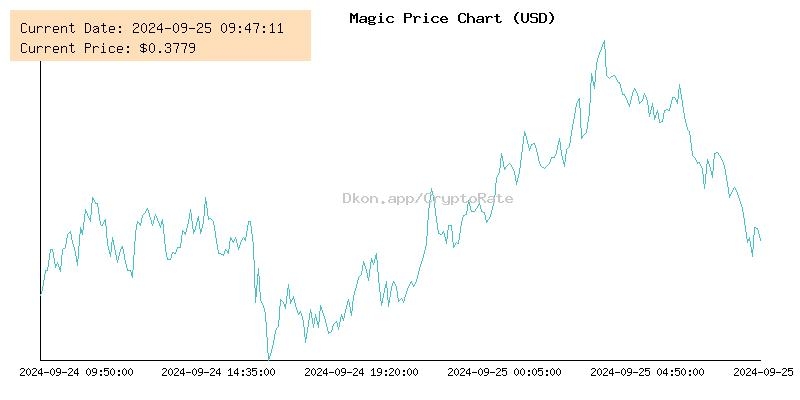 Magic Price Chart (USD)
Current Date: 2024-09-25 09:47:11
Current Price: $0.3779
Dkon.app/CryptoRate
2024-09-24 09:50:00 2024-09-24 14:35:00 2024-09-24 19:20:00 2024-09-25 00:05:00 2024-09-25 04:50:00 2024-09-25